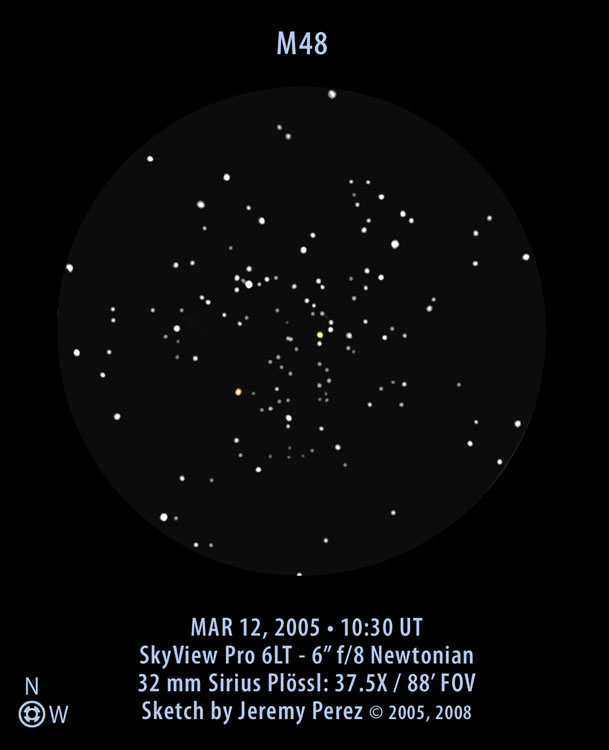 M48
MAR 12, 2005 • 10:30 UT
SkyView Pro 6LT - 6” f/8 Newtonian
32 mm Sirius Plössl: 37.5X / 88’ FOV
Sketch by Jeremy Perez © 2005, 2008
N
W